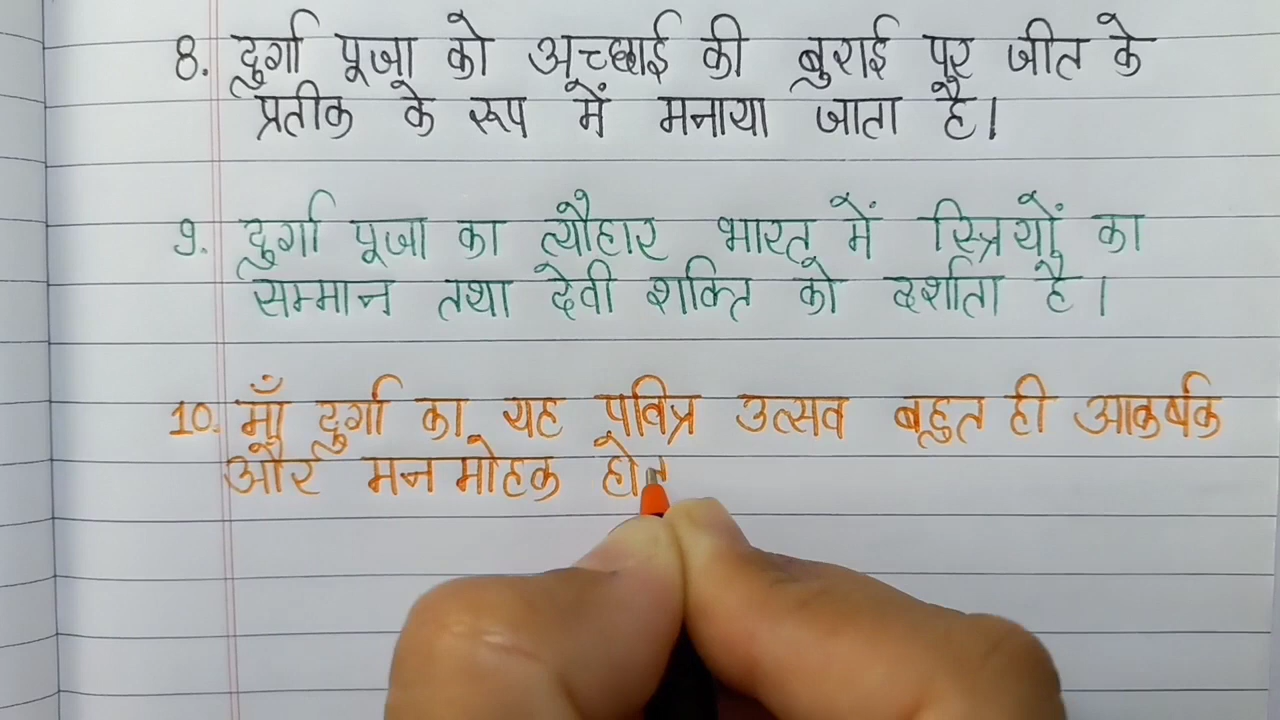 8. दुर्गा पूजा को अच्छाई की बुराई पर जीत के
प्रतीक के रूप में मनाया जाता है।
9. दुर्गा पूजा का त्यौहार भारत में स्त्रियों का
सम्मान तथा देवी शक्ति को दर्शाता है।
10. माँ दुर्गा का यह पवित्र उत्सव बहुत ही आकर्षक
और मनमोहक